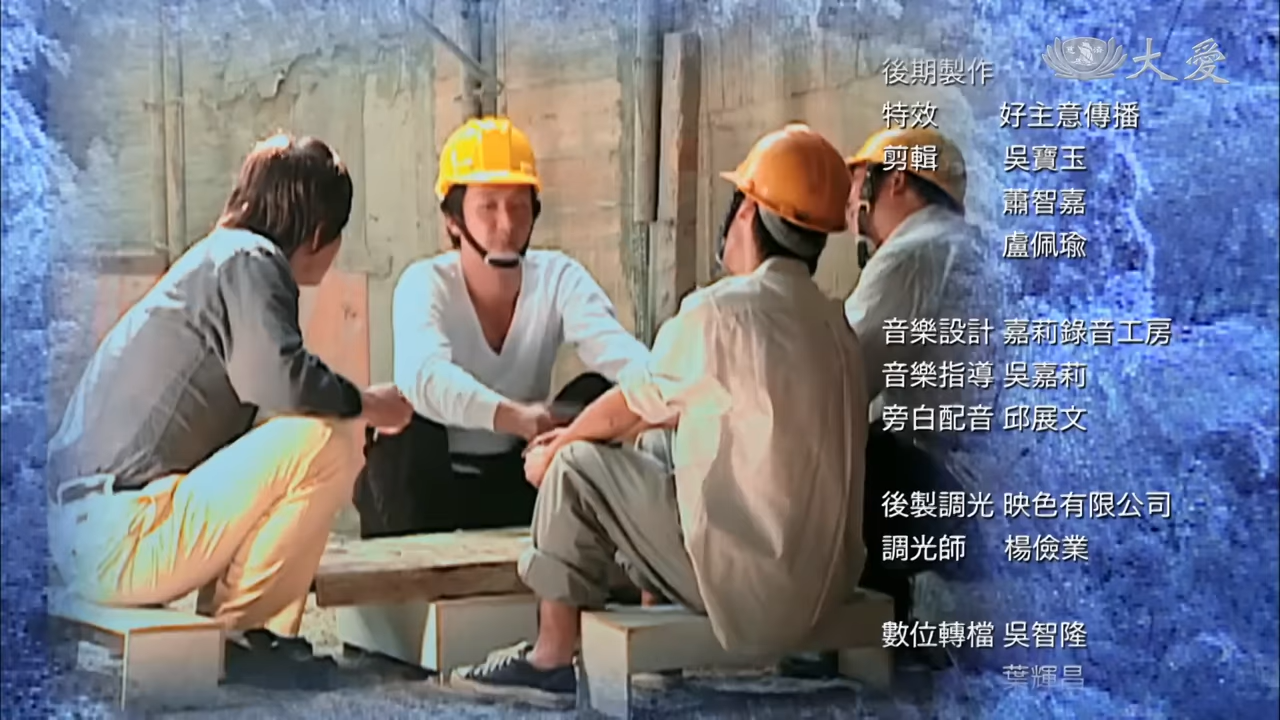 大愛
後期製作
特效 好主意傳播
剪輯 吳寶玉
蕭智嘉
盧佩瑜
音樂設計 嘉莉錄音工房
音樂指導 吳嘉莉
旁白配音 邱展文
後製調光 映色有限公司
調光師 楊儉業
數位轉檔 吳智隆
葉輝昌